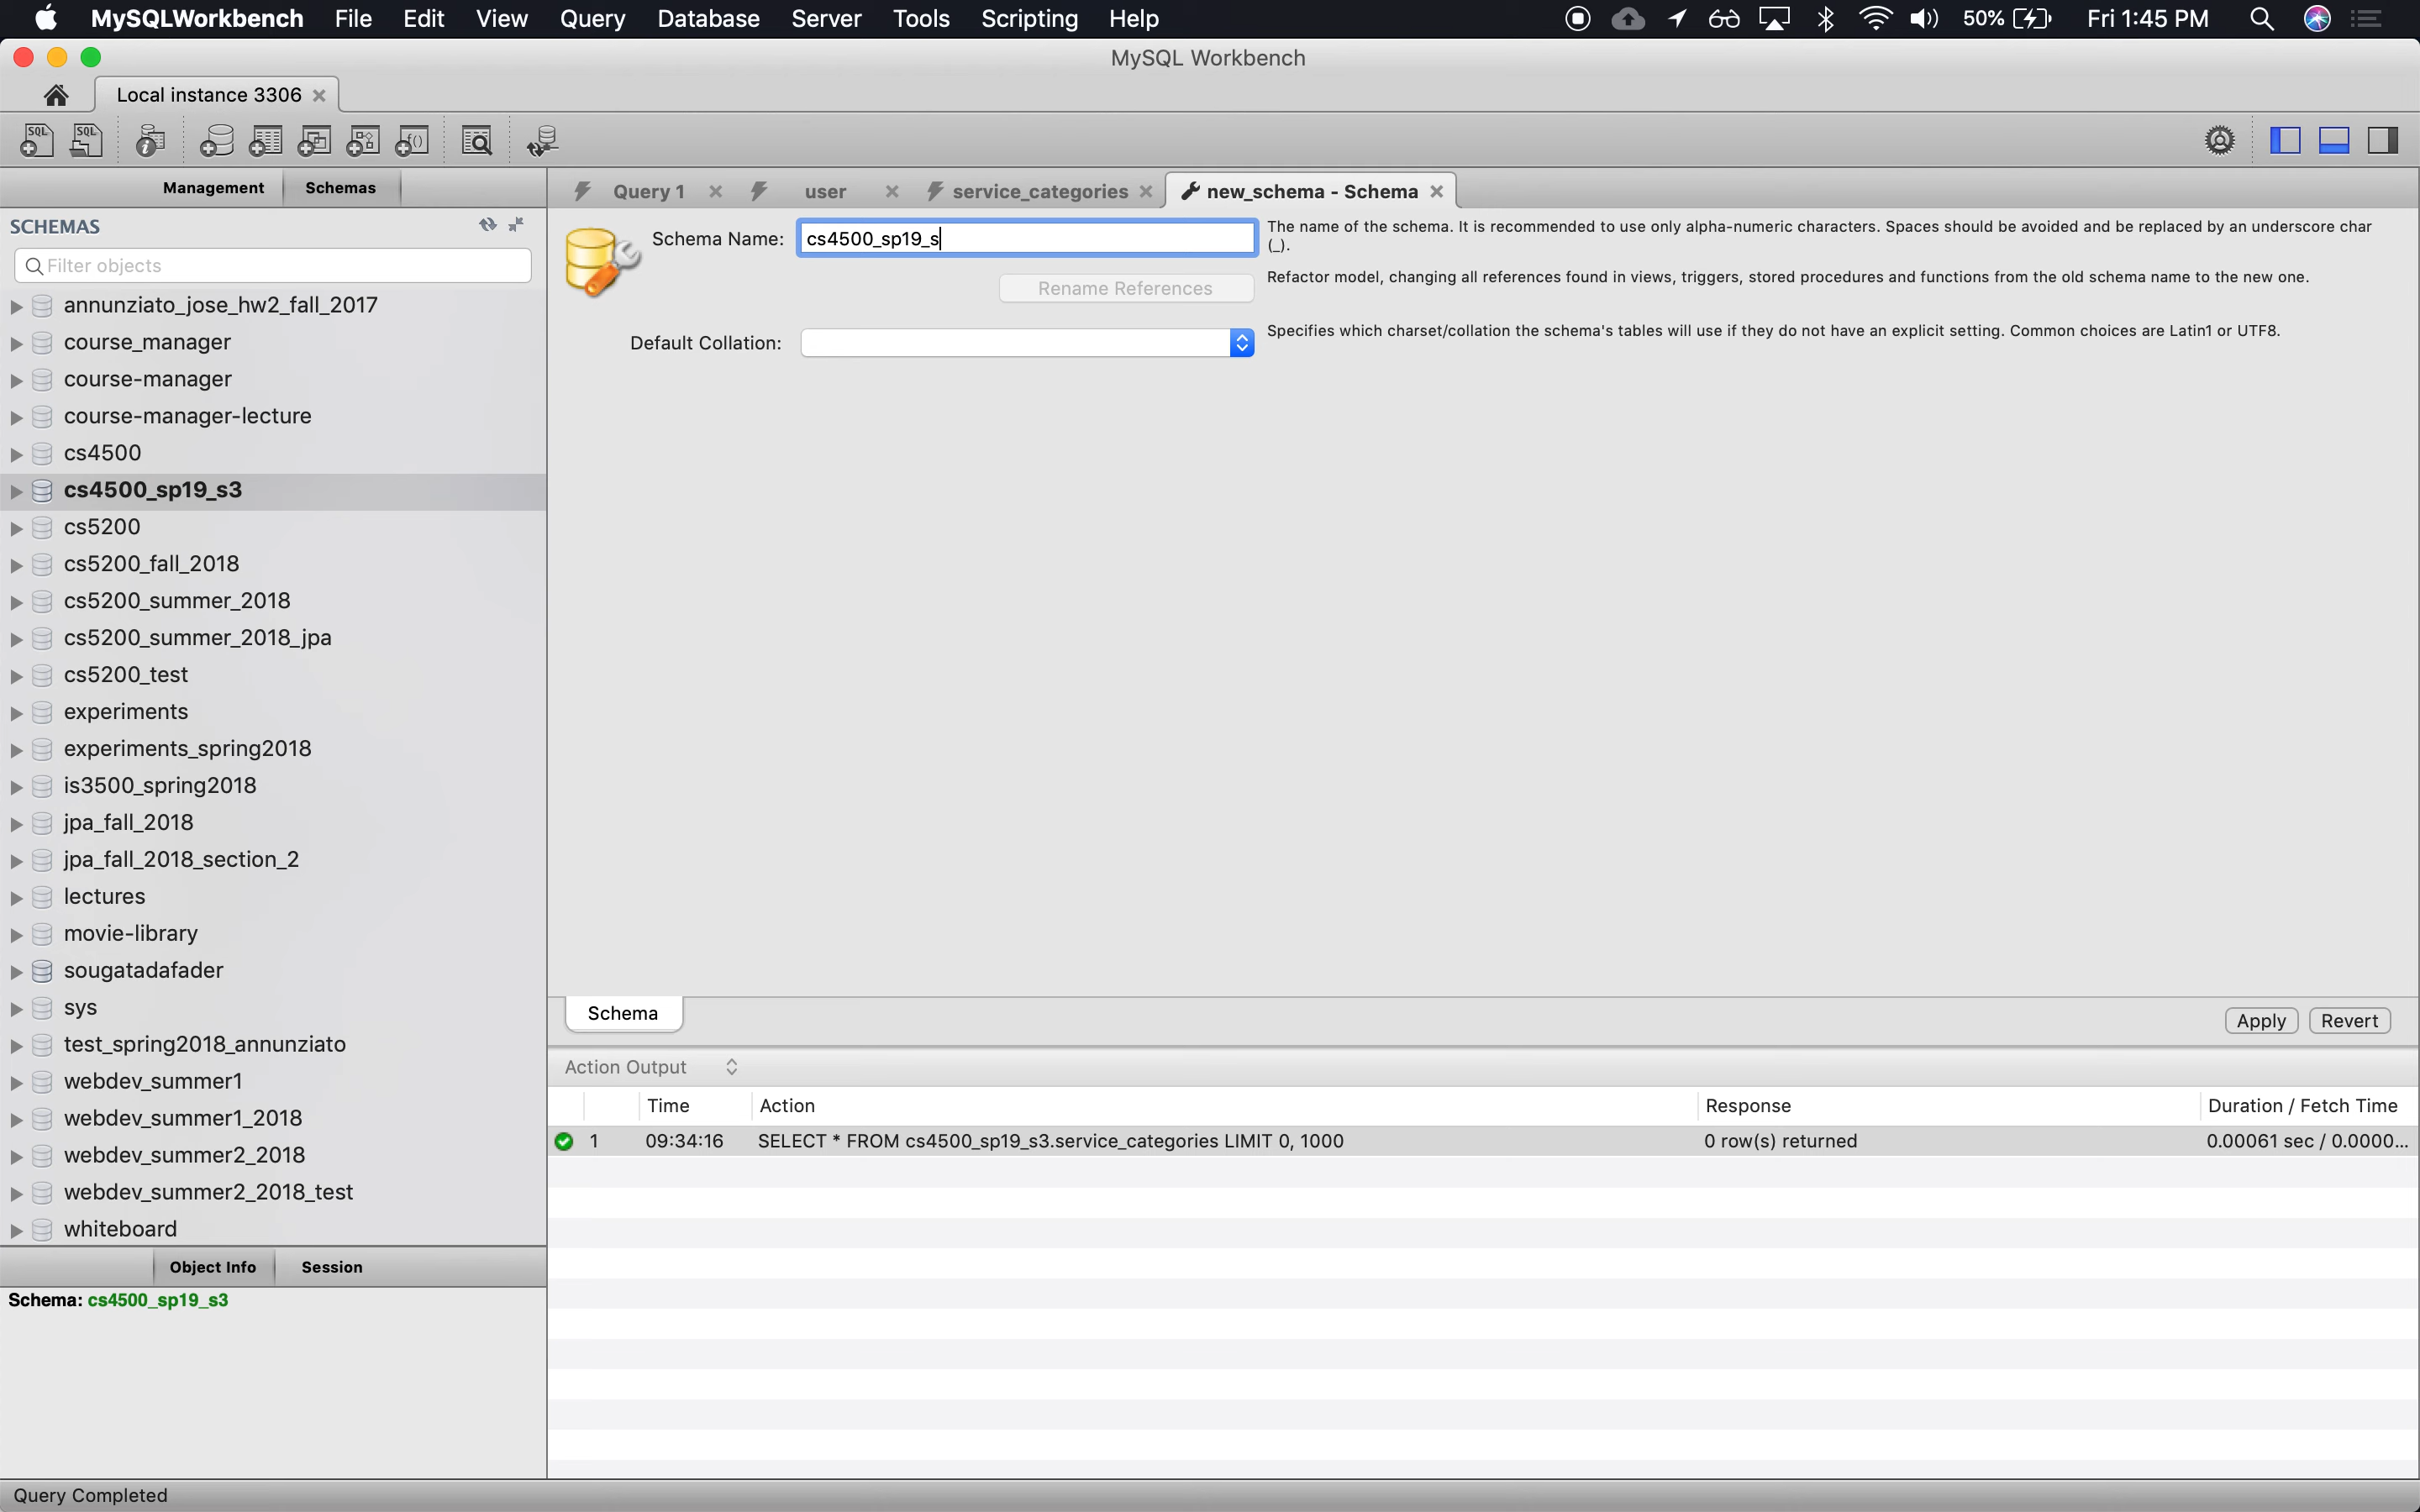 MySQLWorkbench File Edit View Query Database Server Tools Scripting Help 50% Fri 1:45 PM
MySQL Workbench
Local instance 3306
SQL SQL
Management Schemas
Query 1 user service_categories new_schema - Schema
SCHEMAS
Filter objects
annunziato_jose_hw2_fall_2017
course_manager
course-manager
course-manager-lecture
cs4500
cs4500_sp19_s3
cs5200
cs5200_fall_2018
cs5200_summer_2018
cs5200_summer_2018_jpa
cs5200_test
experiments
experiments_spring2018
is3500_spring2018
jpa_fall_2018
jpa_fall_2018_section_2
lectures
movie-library
sougatadafader
sys
test_spring2018_annunziato
webdev_summer1
webdev_summer1_2018
webdev_summer2_2018
webdev_summer2_2018_test
whiteboard
Object Info Session
Schema: cs4500_sp19_s3
Schema Name: cs4500_sp19_s
The name of the schema. It is recommended to use only alpha-numeric characters. Spaces should be avoided and be replaced by an underscore char
(_).
Rename References
Refactor model, changing all references found in views, triggers, stored procedures and functions from the old schema name to the new one.
Default Collation:
Specifies which charset/collation the schema's tables will use if they do not have an explicit setting. Common choices are Latin1 or UTF8.
Schema
Apply Revert
Action Output
Time Action Response Duration / Fetch Time
1 09:34:16 SELECT * FROM cs4500_sp19_s3.service_categories LIMIT 0, 1000 0 row(s) returned 0.00061 sec / 0.0000...
Query Completed